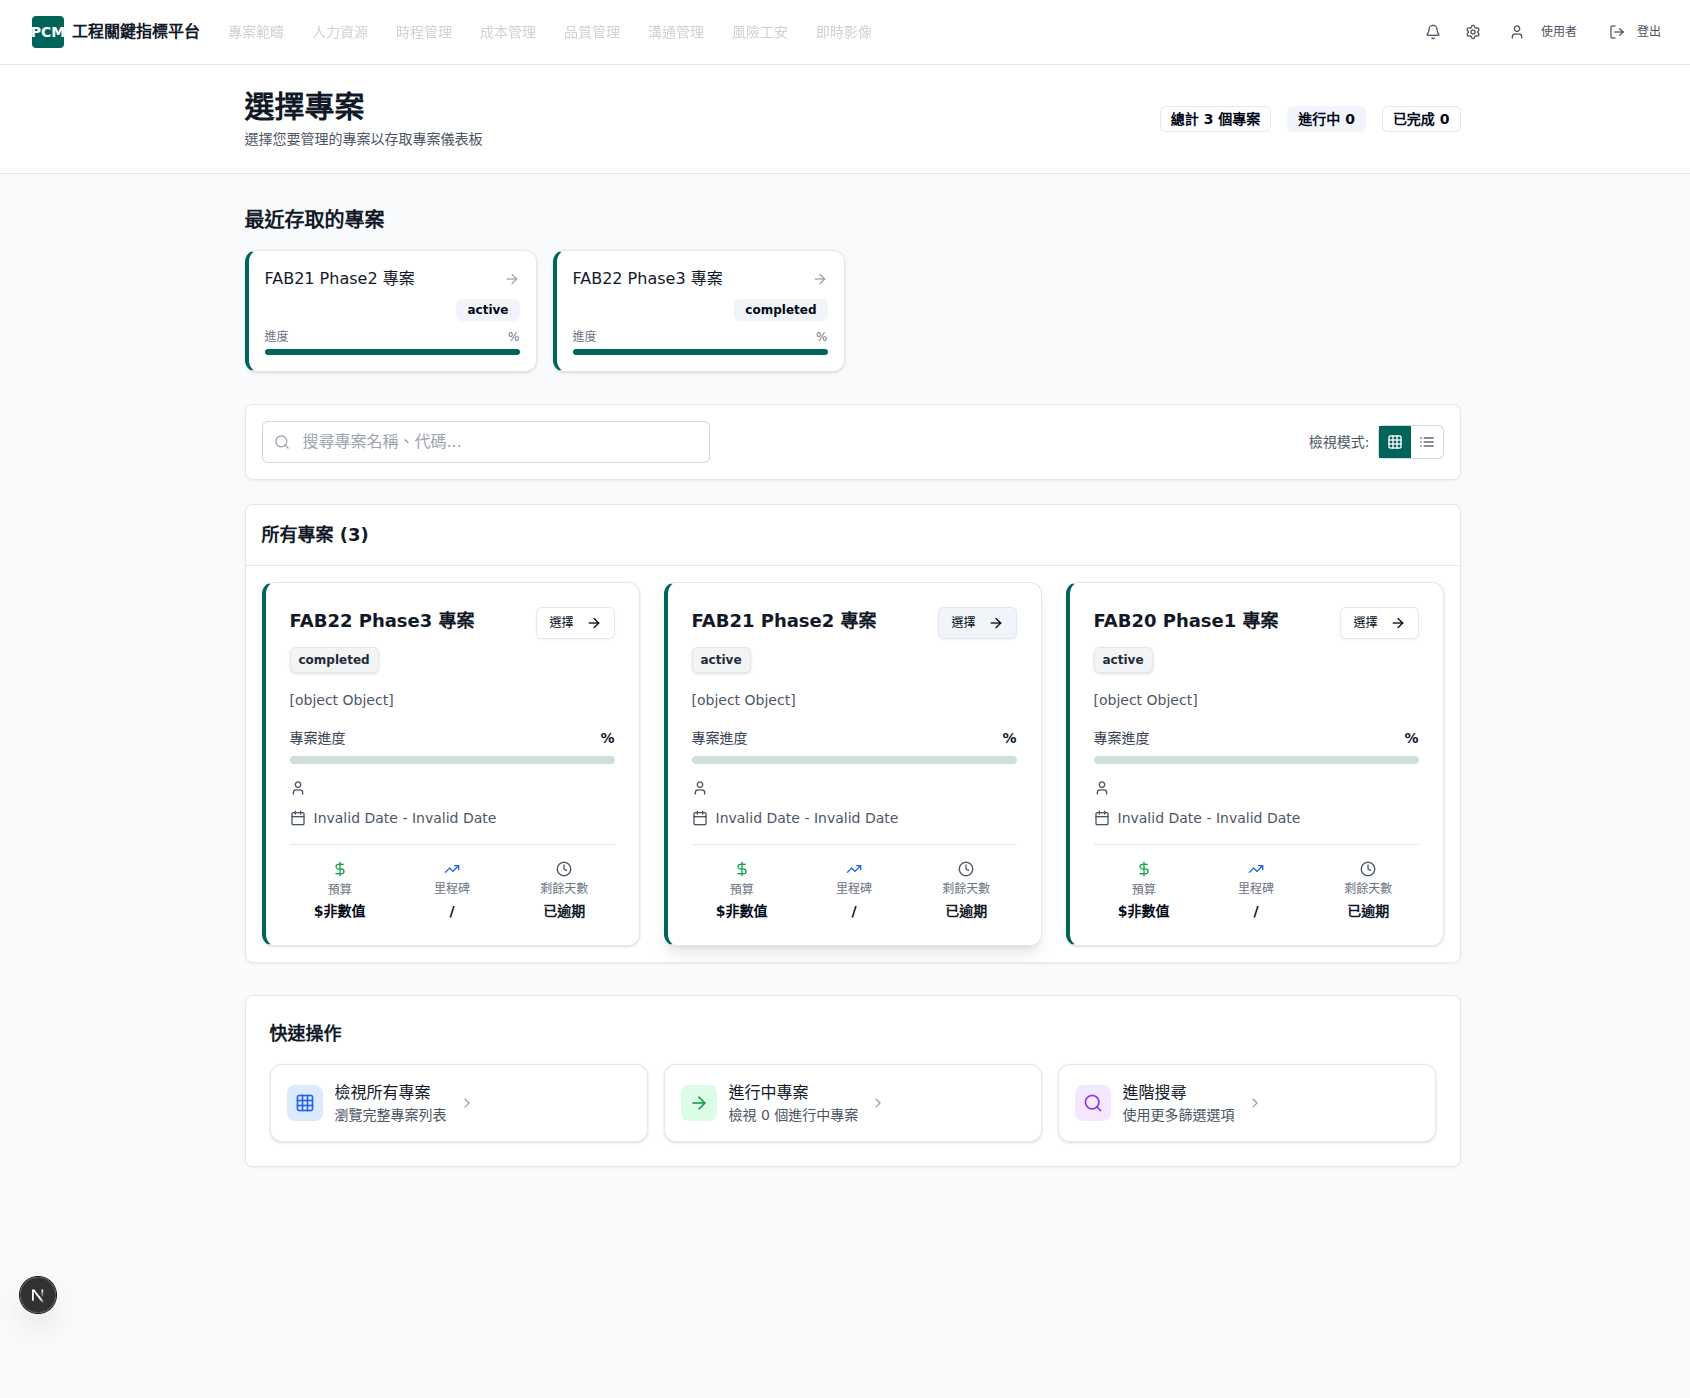 PCM 工程關鍵指標平台 專案範疇 人力資源 時程管理 成本管理 品質管理 溝通管理 風險工安 即時影像 使用者 登出
選擇專案
選擇您要管理的專案以存取專案儀表板
總計 3 個專案 進行中 0 已完成 0
最近存取的專案
FAB21 Phase2 專案
active
進度 %
FAB22 Phase3 專案
completed
進度 %
搜尋專案名稱、代碼...
檢視模式:
所有專案 (3)
FAB22 Phase3 專案 選擇
completed
[object Object]
專案進度 %
Invalid Date - Invalid Date
預算 里程碑 剩餘天數
$非數值 / 已逾期
FAB21 Phase2 專案 選擇
active
[object Object]
專案進度 %
Invalid Date - Invalid Date
預算 里程碑 剩餘天數
$非數值 / 已逾期
FAB20 Phase1 專案 選擇
active
[object Object]
專案進度 %
Invalid Date - Invalid Date
預算 里程碑 剩餘天數
$非數值 / 已逾期
快速操作
檢視所有專案
瀏覽完整專案列表
進行中專案
檢視 0 個進行中專案
進階搜尋
使用更多篩選選項
N